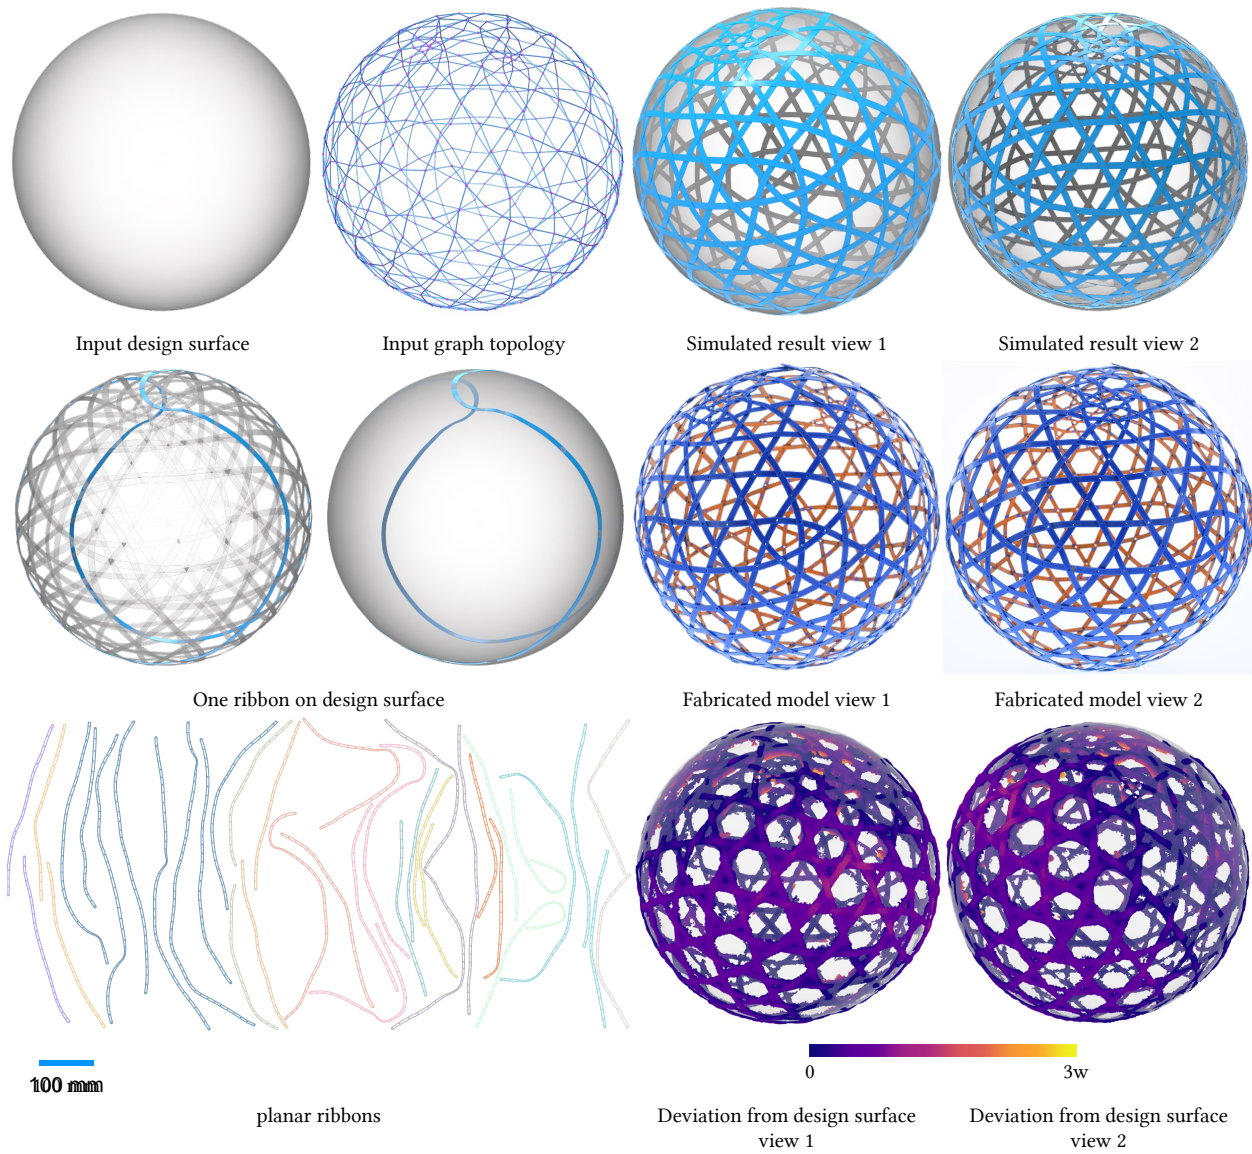 Input design surface
Input graph topology
Simulated result view 1
Simulated result view 2
One ribbon on design surface
Fabricated model view 1
Fabricated model view 2
100 mm
0
3w
planar ribbons
Deviation from design surface
view 1
Deviation from design surface
view 2